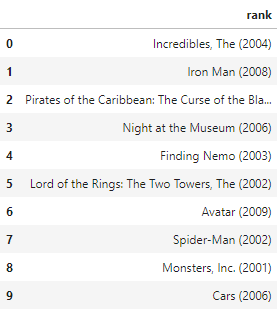 rank
0 Incredibles, The (2004)
1 Iron Man (2008)
2 Pirates of the Caribbean: The Curse of the Bla...
3 Night at the Museum (2006)
4 Finding Nemo (2003)
5 Lord of the Rings: The Two Towers, The (2002)
6 Avatar (2009)
7 Spider-Man (2002)
8 Monsters, Inc. (2001)
9 Cars (2006)